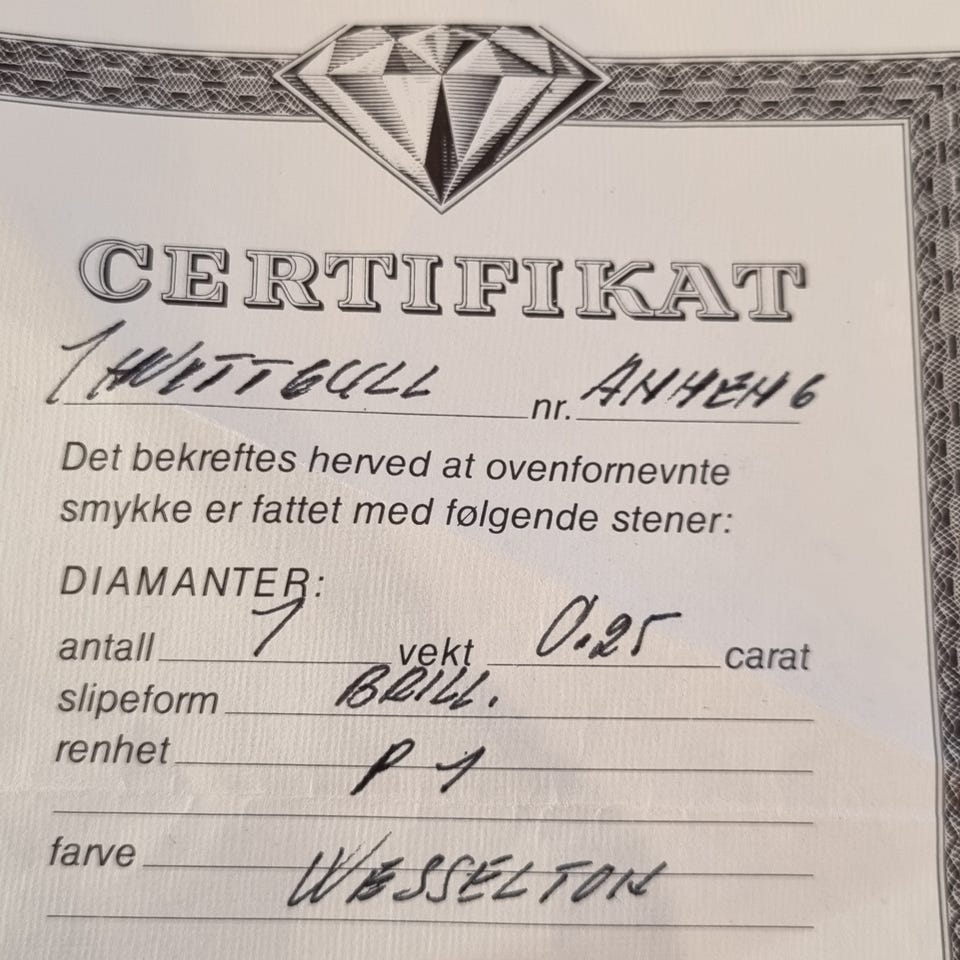 CERTIFIKAT
1 HVITTGULL nr. ANHENG
Det bekreftes herved at ovenfornevnte
smykke er fattet med følgende stener:
DIAMANTER:
antall 1 vekt 0.25 carat
slipeform BRILL.
renhet P 1
farve WESSELTON